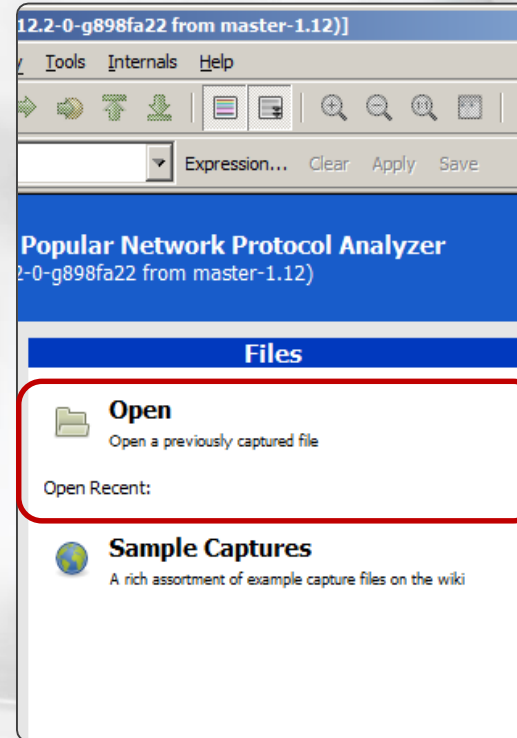 12.2-0-g898fa22 from master-1.12)]
y Tools Internals Help
Expression... Clear Apply Save
Popular Network Protocol Analyzer
2-0-g898fa22 from master-1.12)
Files
Open
Open a previously captured file
Open Recent:
Sample Captures
A rich assortment of example capture files on the wiki